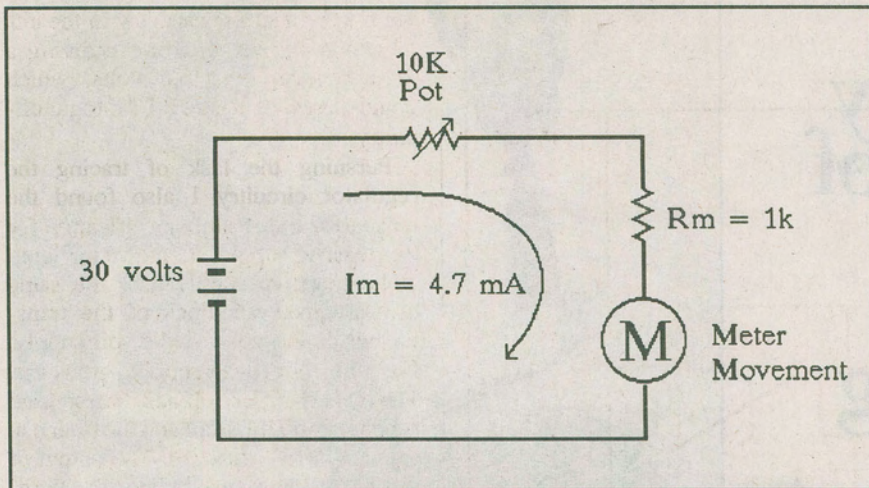 10K
Pot
30 volts
Im = 4.7 mA
Rm = 1k
M
Meter
Movement